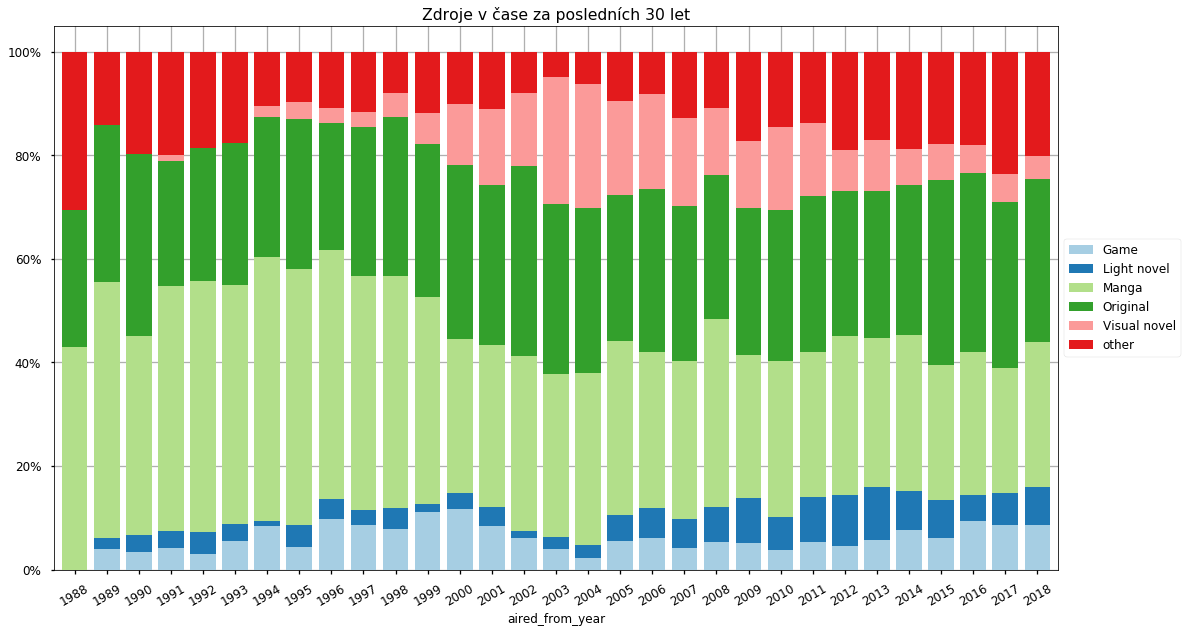 Zdroje v čase za posledních 30 let
100%
80%
60%
40%
20%
0%
Game
Light novel
Manga
Original
Visual novel
other
1988 1989 1990 1991 1992 1993 1994 1995 1996 1997 1998 1999 2000 2001 2002 2003 2004 2005 2006 2007 2008 2009 2010 2011 2012 2013 2014 2015 2016 2017 2018
aired_from_year